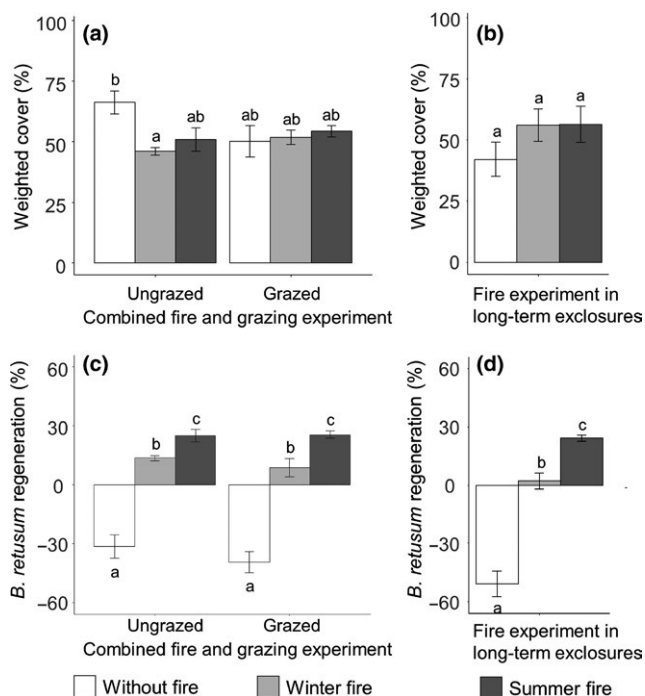 (a)
Weighted cover (%)
100
75
50
25
0
b
a
ab
ab
ab
ab
Ungrazed Grazed
Combined fire and grazing experiment
(b)
Weighted cover (%)
100
75
50
25
0
a
a
a
Fire experiment in
long-term exclosures
(c)
B. retusum regeneration (%)
60
30
0
−30
−60
a
b
c
a
b
c
Ungrazed Grazed
Combined fire and grazing experiment
(d)
B. retusum regeneration (%)
60
30
0
−30
−60
a
b
c
Fire experiment in
long-term exclosures
Without fire Winter fire Summer fire